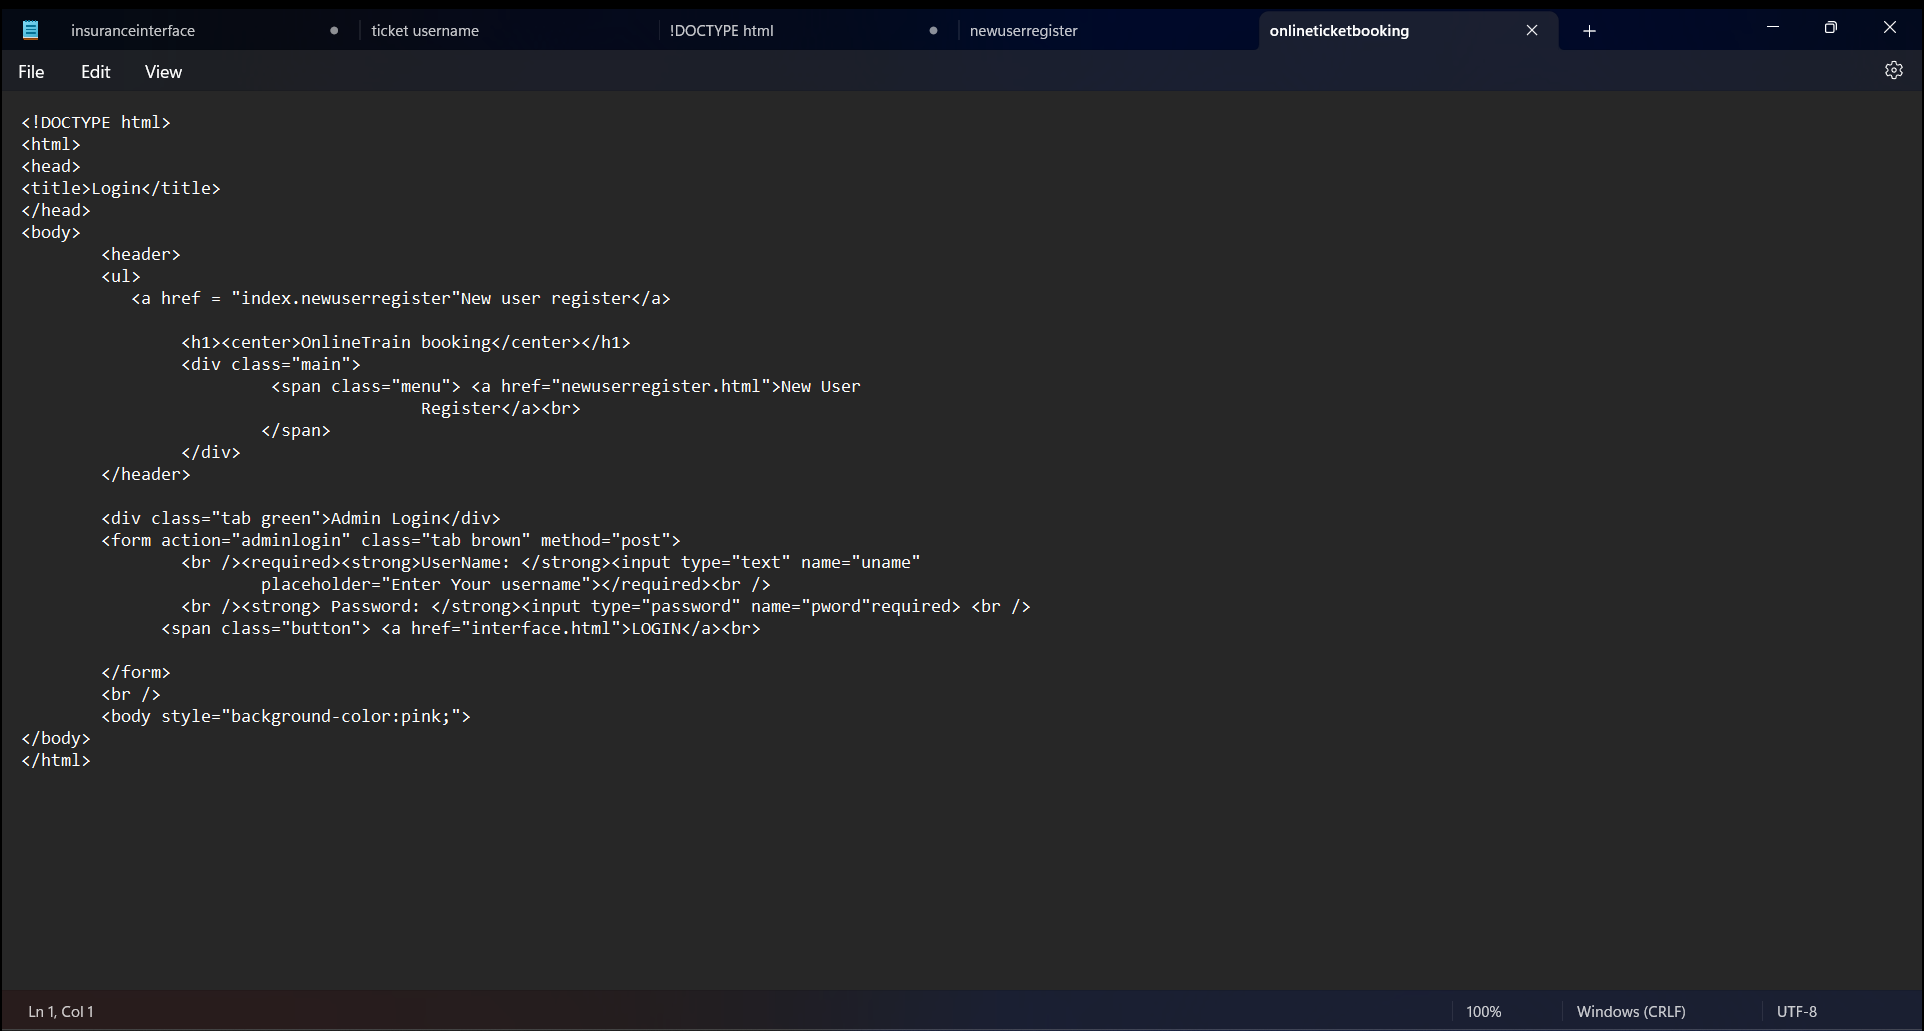 insuranceinterface ticket username !DOCTYPE html newuserregister onlineticketbooking
File Edit View
<!DOCTYPE html>
<html>
<head>
<title>Login</title>
</head>
<body>
<header>
<ul>
<a href = "index.newuserregister"New user register</a>
<h1><center>OnlineTrain booking</center></h1>
<div class="main">
<span class="menu"> <a href="newuserregister.html">New User
Register</a><br>
</span>
</div>
</header>
<div class="tab green">Admin Login</div>
<form action="adminlogin" class="tab brown" method="post">
<br /><required><strong>UserName: </strong><input type="text" name="uname"
placeholder="Enter Your username"></required><br />
<br /><strong> Password: </strong><input type="password" name="pword"required> <br />
<span class="button"> <a href="interface.html">LOGIN</a><br>
</form>
<br />
<body style="background-color:pink;">
</body>
</html>
Ln 1, Col 1 100% Windows (CRLF) UTF-8